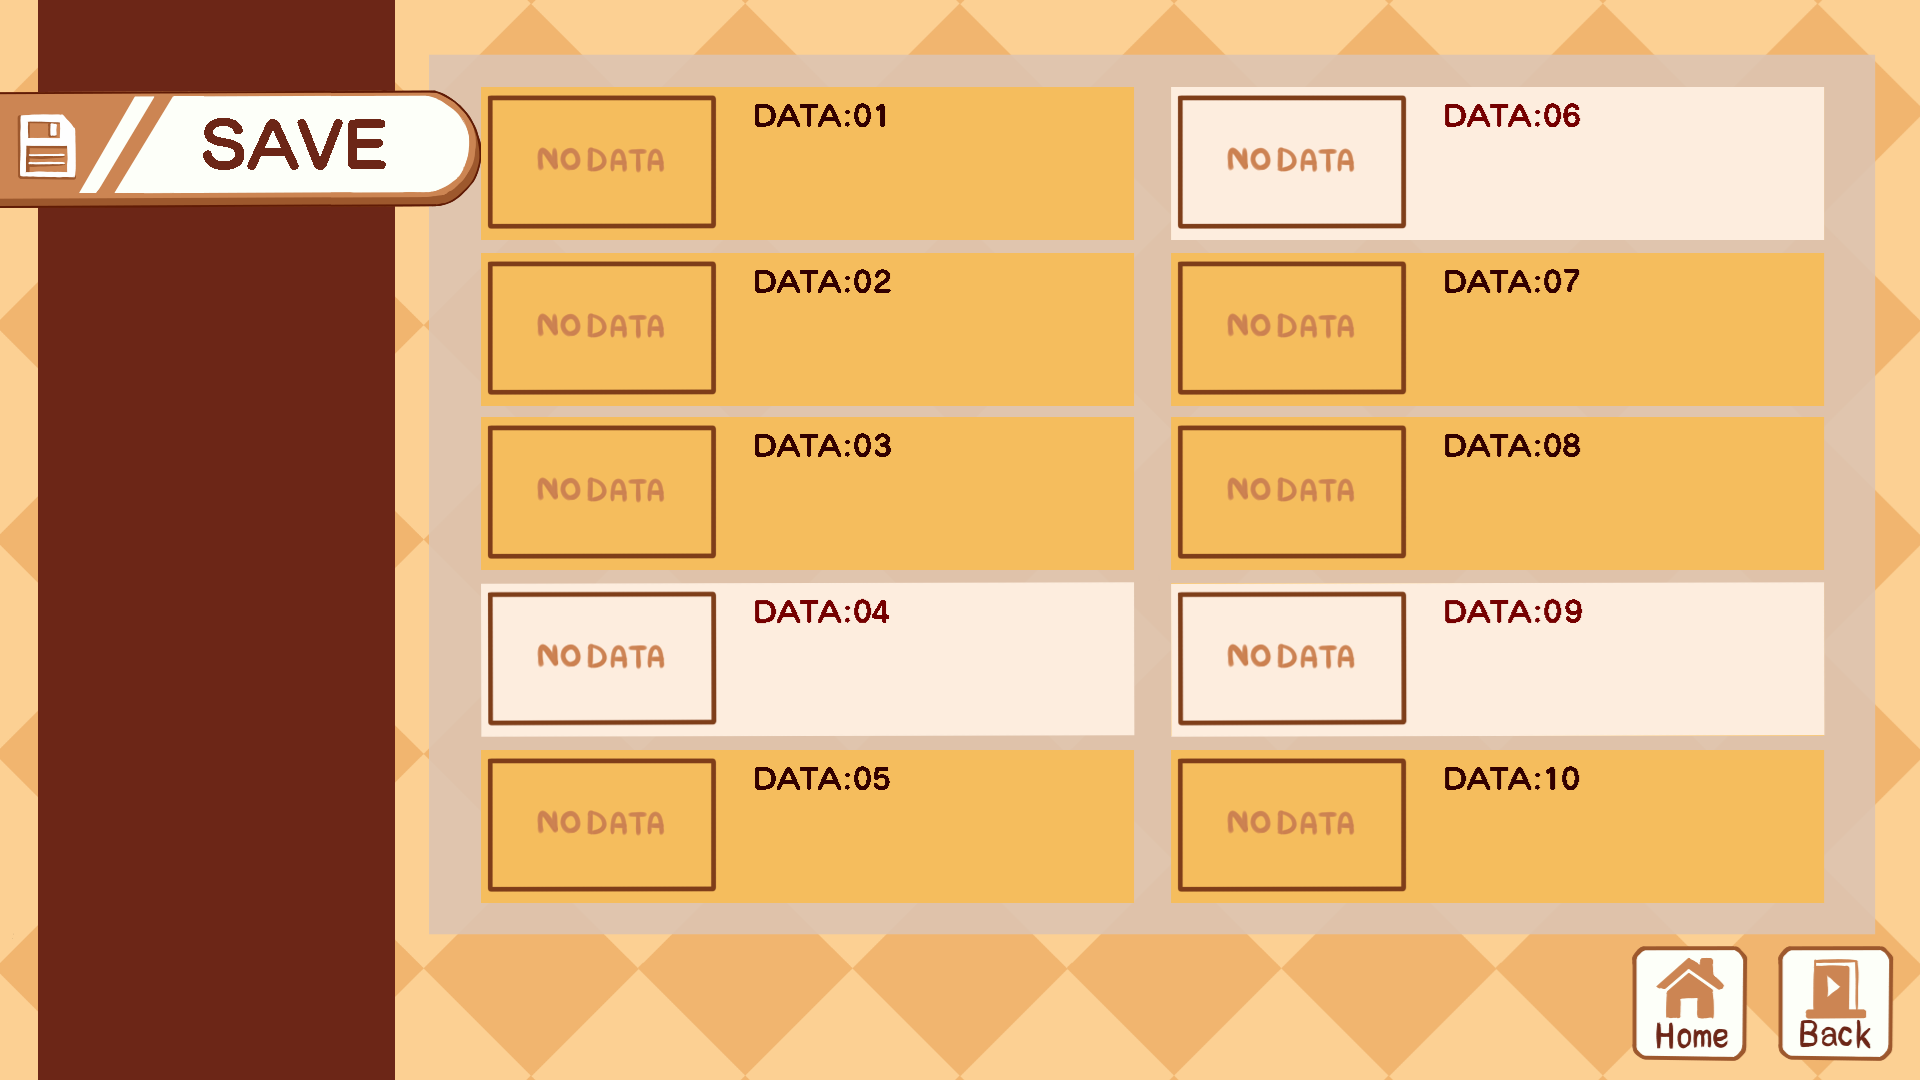 SAVE
DATA:01
NO DATA
DATA:02
NO DATA
DATA:03
NO DATA
DATA:04
NO DATA
DATA:05
NO DATA
DATA:06
NO DATA
DATA:07
NO DATA
DATA:08
NO DATA
DATA:09
NO DATA
DATA:10
NO DATA
Home
Back